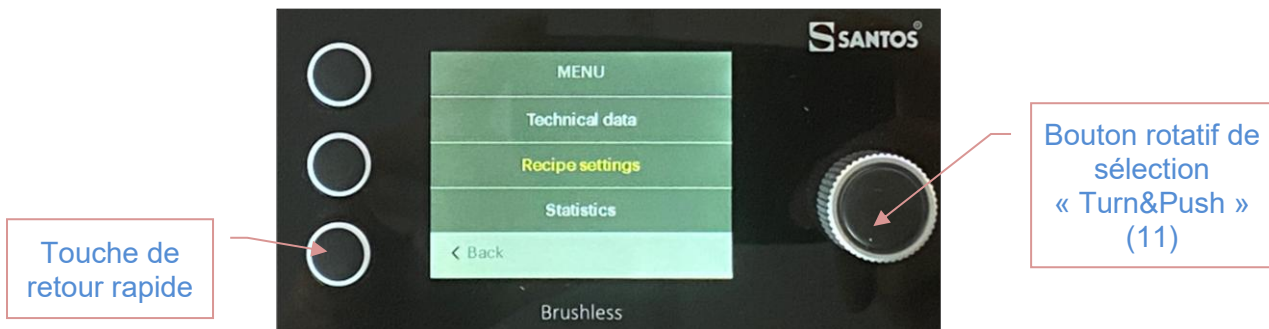 SANTOS®
MENU
Technical data
Recipe settings
Statistics
< Back
Brushless
Touche de
retour rapide
Bouton rotatif de
sélection
« Turn&Push »
(11)